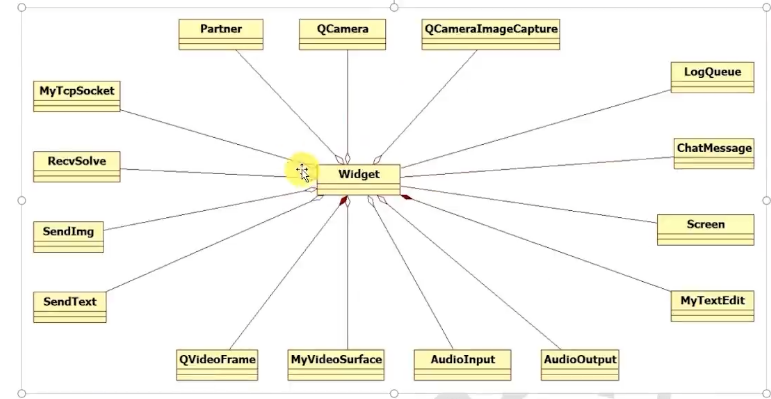 Partner
QCamera
QCameraImageCapture
LogQueue
MyTcpSocket
ChatMessage
RecvSolve
Widget
Screen
SendImg
SendText
MyTextEdit
QVideoFrame
MyVideoSurface
AudioInput
AudioOutput